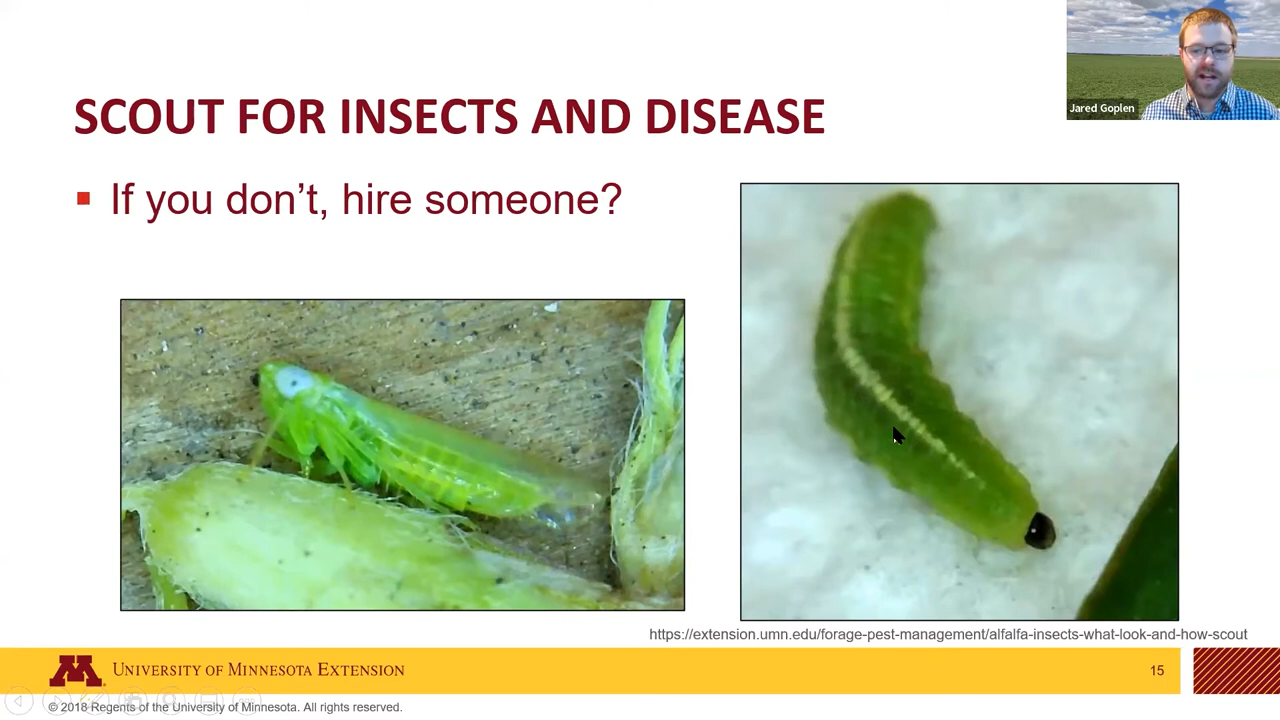 Jared Goplen
SCOUT FOR INSECTS AND DISEASE
▪ If you don’t, hire someone?
https://extension.umn.edu/forage-pest-management/alfalfa-insects-what-look-and-how-scout
M UNIVERSITY OF MINNESOTA EXTENSION
15
© 2018 Regents of the University of Minnesota. All rights reserved.